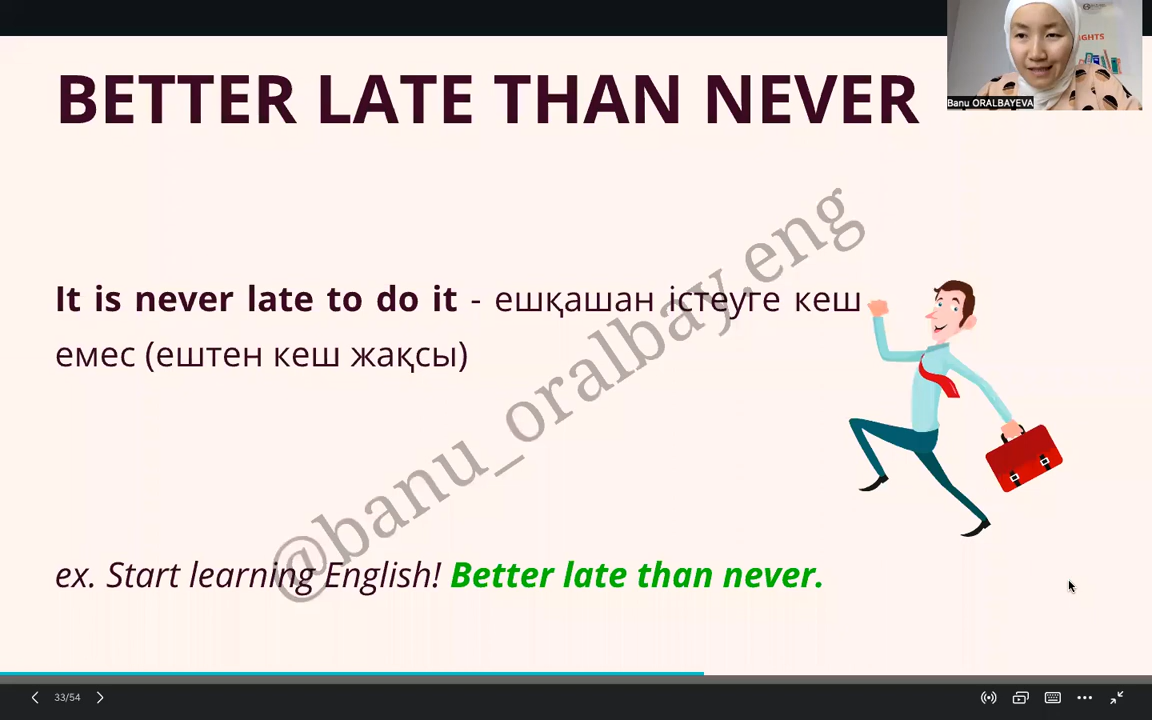 BETTER LATE THAN NEVER
IGHTS
Banu ORALBAYEVA
It is never late to do it - ешқашан істеуге кеш
емес (ештен кеш жақсы)
@banu_oralbay.eng
ex. Start learning English! Better late than never.
33/54